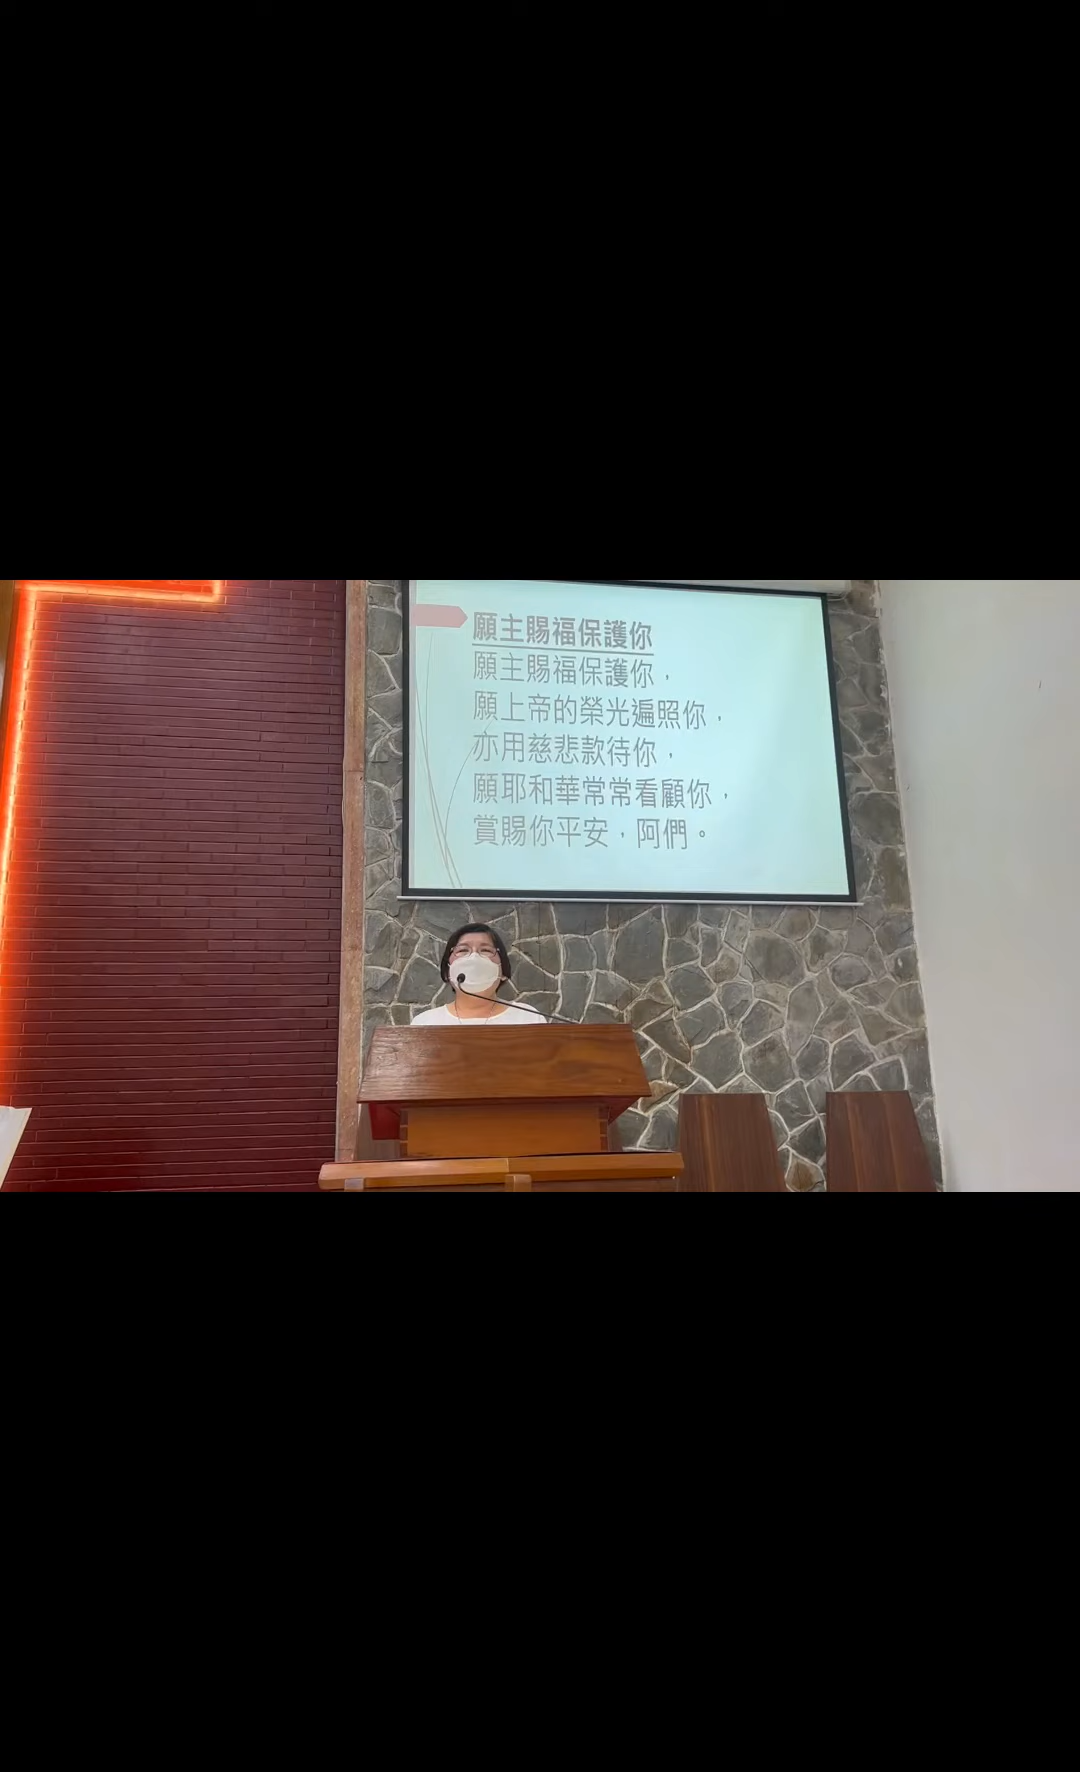 願主賜福保護你
願主賜福保護你，
願上帝的榮光遍照你，
亦用慈悲款待你，
願耶和華常常看顧你，
賞賜你平安，阿們。